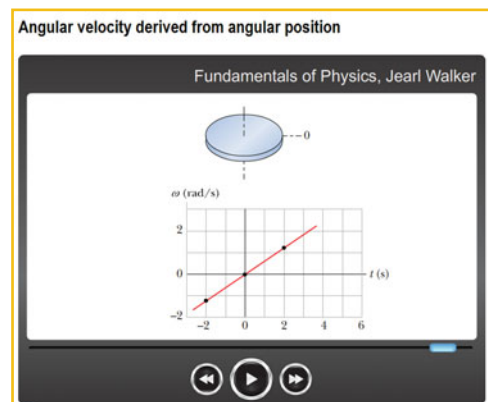 Angular velocity derived from angular position
Fundamentals of Physics, Jearl Walker
0
ω (rad/s)
2
0
t (s)
−2
−2 0 2 4 6